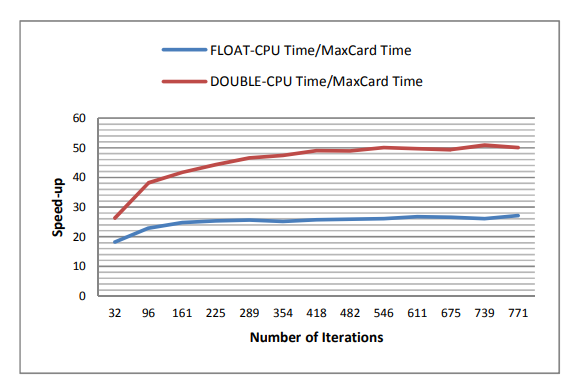 FLOAT-CPU Time/MaxCard Time
DOUBLE-CPU Time/MaxCard Time
60
50
40
30
20
10
0
Speed-up
32 96 161 225 289 354 418 482 546 611 675 739 771
Number of Iterations